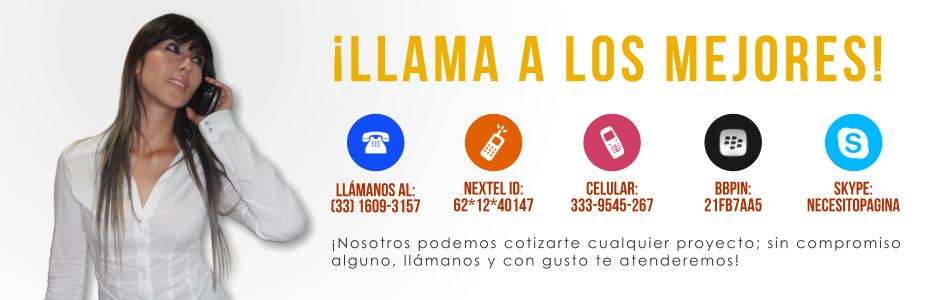 ¡LLAMA A LOS MEJORES!
LLÁMANOS AL:
(33) 1609-3157
NEXTEL ID:
62*12*40147
CELULAR:
333-9545-267
BBPIN:
21FB7AA5
SKYPE:
NECESITOPAGINA
¡Nosotros podemos cotizarte cualquier proyecto; sin compromiso
alguno, llámanos y con gusto te atenderemos!